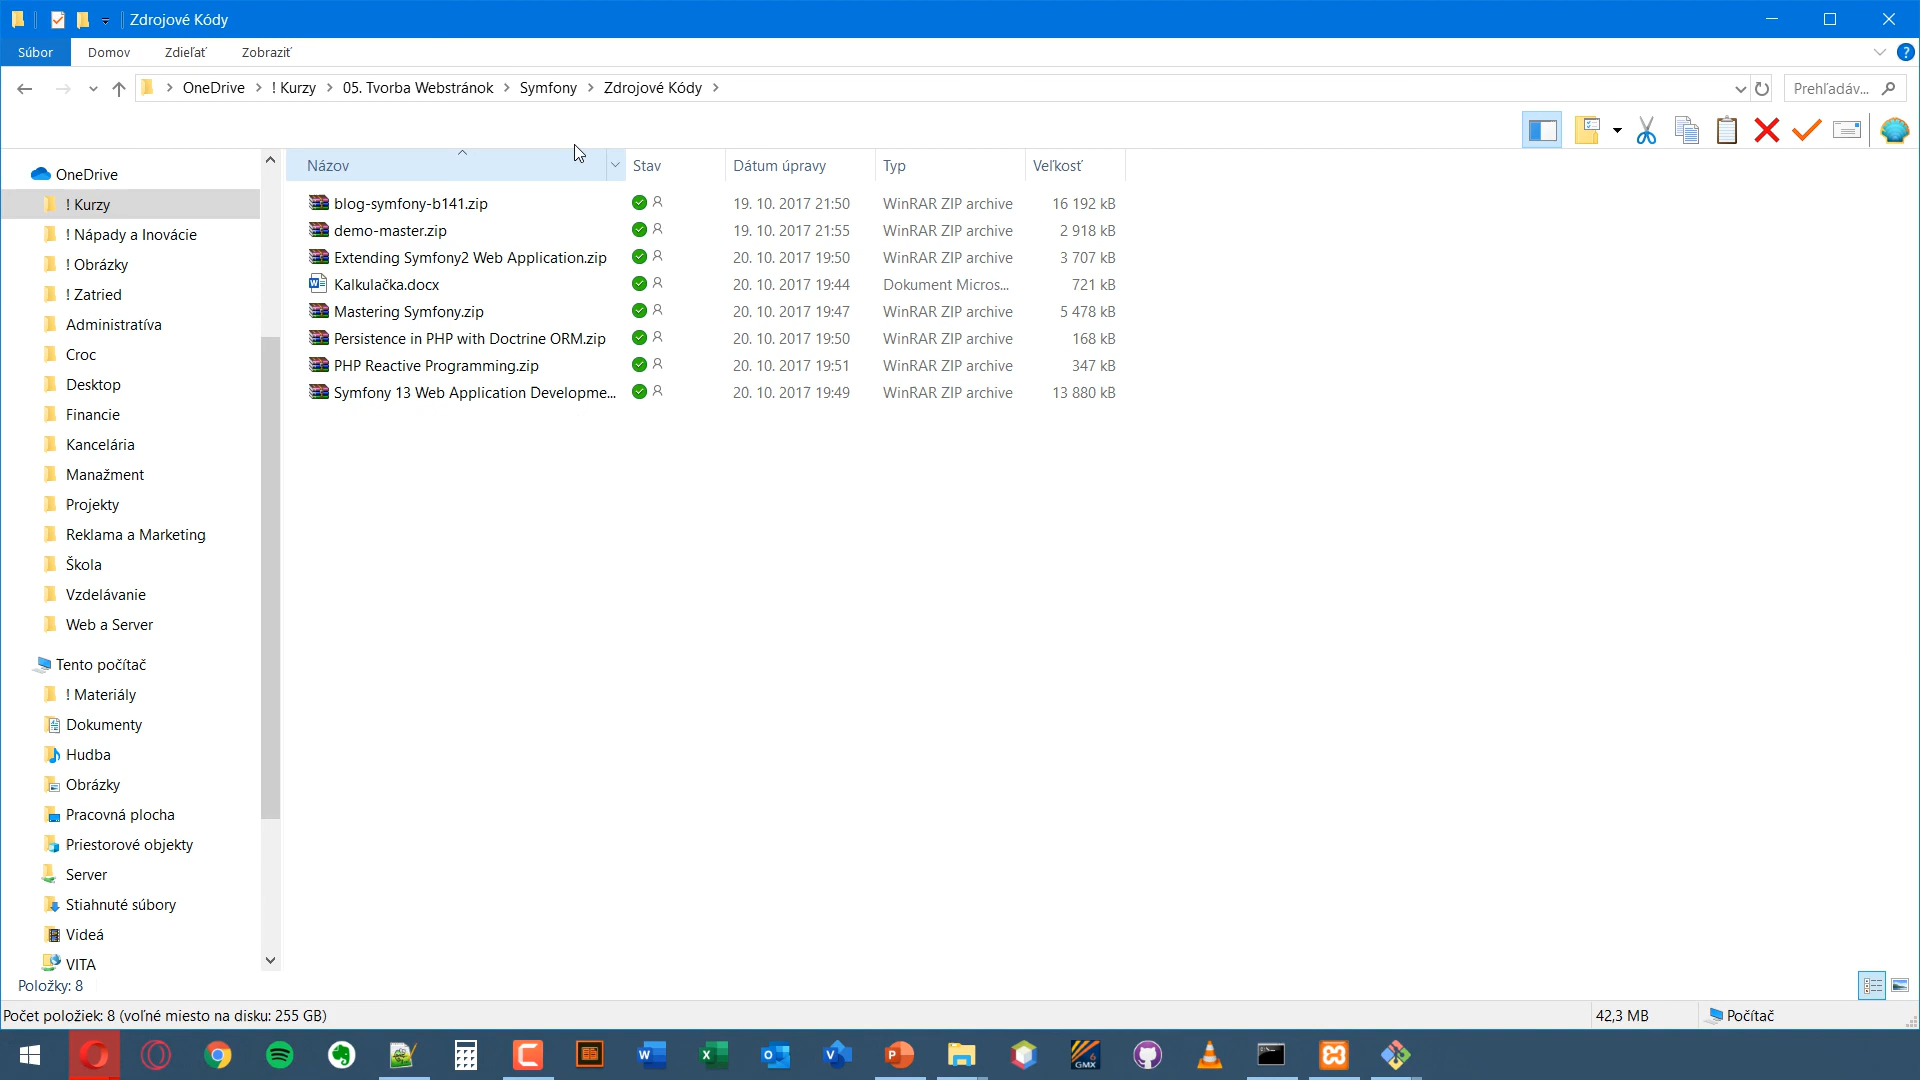 Zdrojové Kódy
Súbor Domov Zdieľať Zobraziť
OneDrive ! Kurzy 05. Tvorba Webstránok Symfony Zdrojové Kódy Prehľadáv...
Názov Stav Dátum úpravy Typ Veľkosť
blog-symfony-b141.zip 19. 10. 2017 21:50 WinRAR ZIP archive 16 192 kB
demo-master.zip 19. 10. 2017 21:55 WinRAR ZIP archive 2 918 kB
Extending Symfony2 Web Application.zip 20. 10. 2017 19:50 WinRAR ZIP archive 3 707 kB
Kalkulačka.docx 20. 10. 2017 19:44 Dokument Micros... 721 kB
Mastering Symfony.zip 20. 10. 2017 19:47 WinRAR ZIP archive 5 478 kB
Persistence in PHP with Doctrine ORM.zip 20. 10. 2017 19:50 WinRAR ZIP archive 168 kB
PHP Reactive Programming.zip 20. 10. 2017 19:51 WinRAR ZIP archive 347 kB
Symfony 13 Web Application Developme... 20. 10. 2017 19:49 WinRAR ZIP archive 13 880 kB
OneDrive
! Kurzy
! Nápady a Inovácie
! Obrázky
! Zatried
Administratíva
Croc
Desktop
Financie
Kancelária
Manažment
Projekty
Reklama a Marketing
Škola
Vzdelávanie
Web a Server
Tento počítač
! Materiály
Dokumenty
Hudba
Obrázky
Pracovná plocha
Priestorové objekty
Server
Stiahnuté súbory
Videá
VITA
Položky: 8
Počet položiek: 8 (voľné miesto na disku: 255 GB) 42,3 MB Počítač